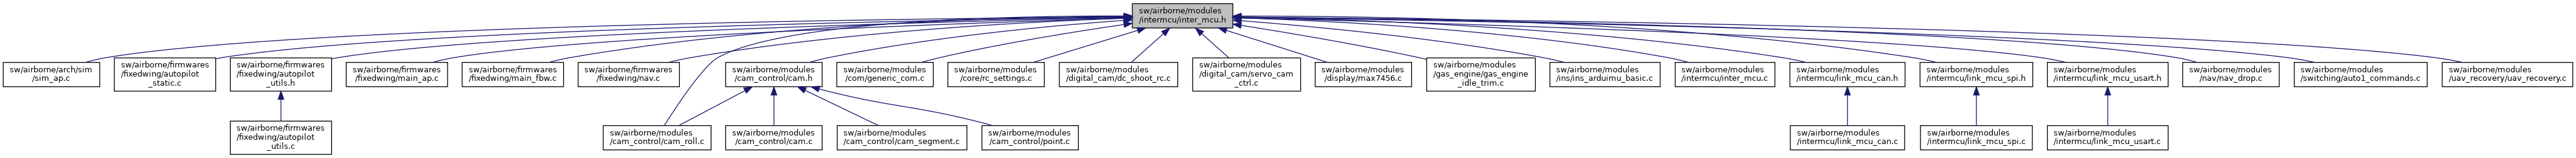 sw/airborne/modules
/intermcu/inter_mcu.h
sw/airborne/arch/sim
/sim_ap.c
sw/airborne/firmwares
/fixedwing/autopilot
_static.c
sw/airborne/firmwares
/fixedwing/autopilot
_utils.h
sw/airborne/firmwares
/fixedwing/main_ap.c
sw/airborne/firmwares
/fixedwing/main_fbw.c
sw/airborne/firmwares
/fixedwing/nav.c
sw/airborne/modules
/cam_control/cam.h
sw/airborne/modules
/com/generic_com.c
sw/airborne/modules
/core/rc_settings.c
sw/airborne/modules
/digital_cam/dc_shoot_rc.c
sw/airborne/modules
/digital_cam/servo_cam
_ctrl.c
sw/airborne/modules
/display/max7456.c
sw/airborne/modules
/gas_engine/gas_engine
_idle_trim.c
sw/airborne/modules
/ins/ins_arduimu_basic.c
sw/airborne/modules
/intermcu/inter_mcu.c
sw/airborne/modules
/intermcu/link_mcu_can.h
sw/airborne/modules
/intermcu/link_mcu_spi.h
sw/airborne/modules
/intermcu/link_mcu_usart.h
sw/airborne/modules
/nav/nav_drop.c
sw/airborne/modules
/switching/auto1_commands.c
sw/airborne/modules
/uav_recovery/uav_recovery.c
sw/airborne/firmwares
/fixedwing/autopilot
_utils.c
sw/airborne/modules
/cam_control/cam_roll.c
sw/airborne/modules
/cam_control/cam.c
sw/airborne/modules
/cam_control/cam_segment.c
sw/airborne/modules
/cam_control/point.c
sw/airborne/modules
/intermcu/link_mcu_can.c
sw/airborne/modules
/intermcu/link_mcu_spi.c
sw/airborne/modules
/intermcu/link_mcu_usart.c